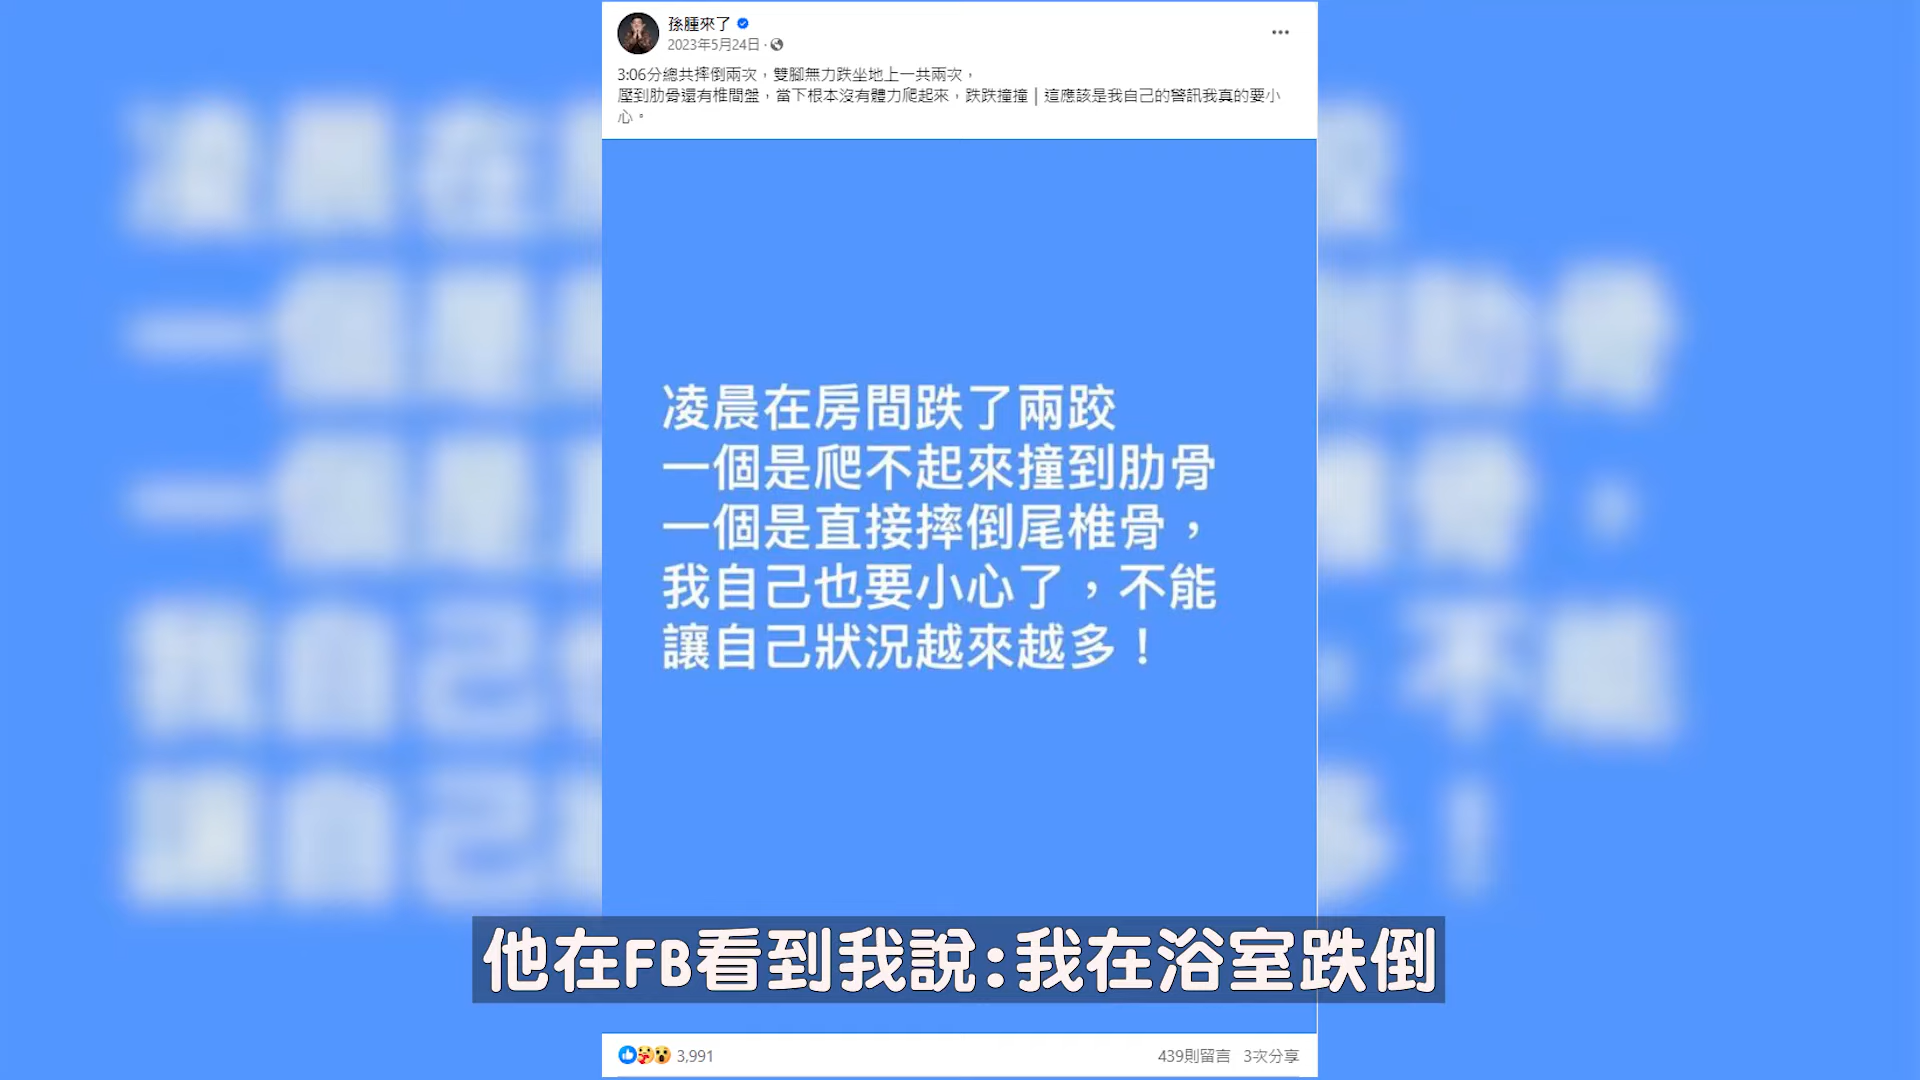 孫腫來了
2023年5月24日 ·
3:06分總共摔倒兩次，雙腳無力跌坐地上一共兩次，
壓到肋骨還有椎間盤，當下根本沒有體力爬起來，跌跌撞撞｜這應該是我自己的警訊我真的要小
心。
凌晨在房間跌了兩跤
一個是爬不起來撞到肋骨
一個是直接摔倒尾椎骨，
我自己也要小心了，不能
讓自己狀況越來越多！
他在FB看到我說:我在浴室跌倒
3,991
439則留言 3次分享